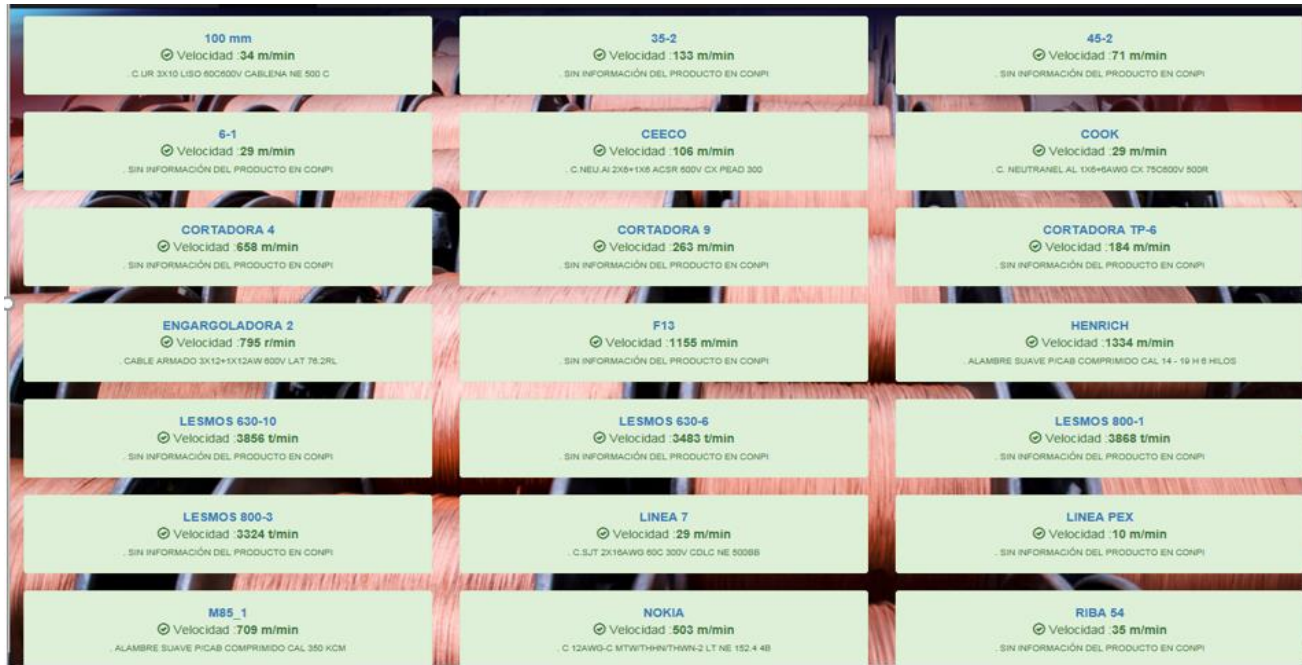 100 mm
Velocidad :34 m/min
. C.UR 3X10 LISO 60C600V CABLENA NE 500 C
35-2
Velocidad :133 m/min
. SIN INFORMACIÓN DEL PRODUCTO EN CONPI
45-2
Velocidad :71 m/min
. SIN INFORMACIÓN DEL PRODUCTO EN CONPI
6-1
Velocidad :29 m/min
. SIN INFORMACIÓN DEL PRODUCTO EN CONPI
CEECO
Velocidad :106 m/min
. C.NEU.Al 2X6+1X6 ACSR 600V CX PEAD 300
COOK
Velocidad :29 m/min
. C. NEUTRANEL AL 1X6+6AWG CX 75C600V 500R
CORTADORA 4
Velocidad :658 m/min
. SIN INFORMACIÓN DEL PRODUCTO EN CONPI
CORTADORA 9
Velocidad :263 m/min
. SIN INFORMACIÓN DEL PRODUCTO EN CONPI
CORTADORA TP-6
Velocidad :184 m/min
. SIN INFORMACIÓN DEL PRODUCTO EN CONPI
ENGARGOLADORA 2
Velocidad :795 r/min
. CABLE ARMADO 3X12+1X12AW 600V LAT 76.2RL
F13
Velocidad :1155 m/min
. SIN INFORMACIÓN DEL PRODUCTO EN CONPI
HENRICH
Velocidad :1334 m/min
. ALAMBRE SUAVE P/CAB COMPRIMIDO CAL 14 - 19 H 6 HILOS
LESMOS 630-10
Velocidad :3856 t/min
. SIN INFORMACIÓN DEL PRODUCTO EN CONPI
LESMOS 630-6
Velocidad :3483 t/min
. SIN INFORMACIÓN DEL PRODUCTO EN CONPI
LESMOS 800-1
Velocidad :3868 t/min
. SIN INFORMACIÓN DEL PRODUCTO EN CONPI
LESMOS 800-3
Velocidad :3324 t/min
. SIN INFORMACIÓN DEL PRODUCTO EN CONPI
LINEA 7
Velocidad :29 m/min
. C.SJT 2X16AWG 60C 300V CDLC NE 500BB
LINEA PEX
Velocidad :10 m/min
. SIN INFORMACIÓN DEL PRODUCTO EN CONPI
M85_1
Velocidad :709 m/min
. ALAMBRE SUAVE P/CAB COMPRIMIDO CAL 350 KCM
NOKIA
Velocidad :503 m/min
. C 12AWG-C MTW/THHN/THWN-2 LT NE 152.4 4B
RIBA 54
Velocidad :35 m/min
. SIN INFORMACIÓN DEL PRODUCTO EN CONPI